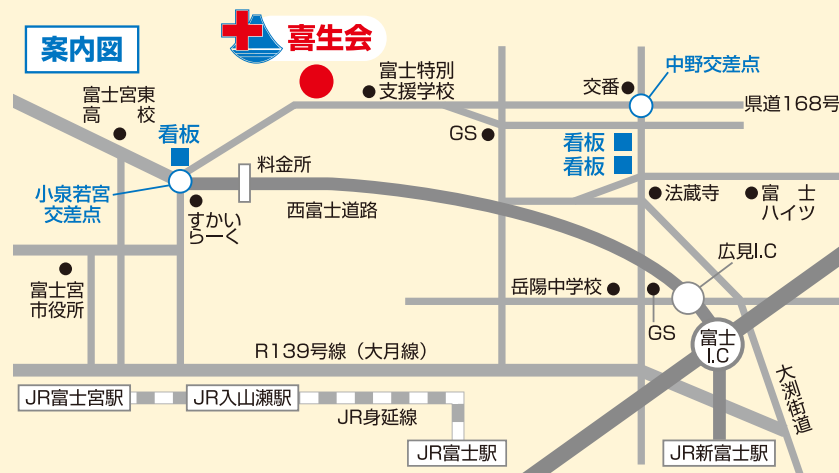 案内図
喜生会
富士特別
支援学校
中野交差点
交番
県道168号
富士宮東
高　校
看板
GS
看板
看板
料金所
小泉若宮
交差点
すかい
らーく
西富士道路
法蔵寺
富　士
ハイツ
広見I.C
富士宮
市役所
岳陽中学校
GS
富士
I.C
R139号線（大月線）
大渕街道
JR富士宮駅
JR入山瀬駅
JR身延線
JR富士駅
JR新富士駅